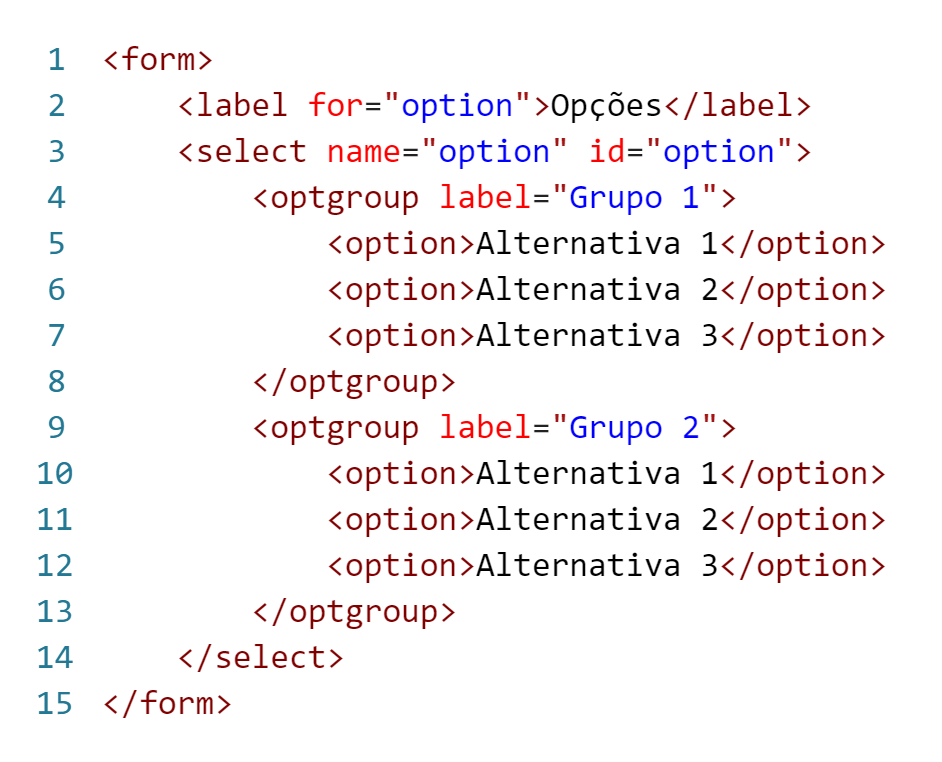 1 <form>
2     <label for="option">Opções</label>
3     <select name="option" id="option">
4         <optgroup label="Grupo 1">
5             <option>Alternativa 1</option>
6             <option>Alternativa 2</option>
7             <option>Alternativa 3</option>
8         </optgroup>
9         <optgroup label="Grupo 2">
10             <option>Alternativa 1</option>
11             <option>Alternativa 2</option>
12             <option>Alternativa 3</option>
13         </optgroup>
14     </select>
15 </form>